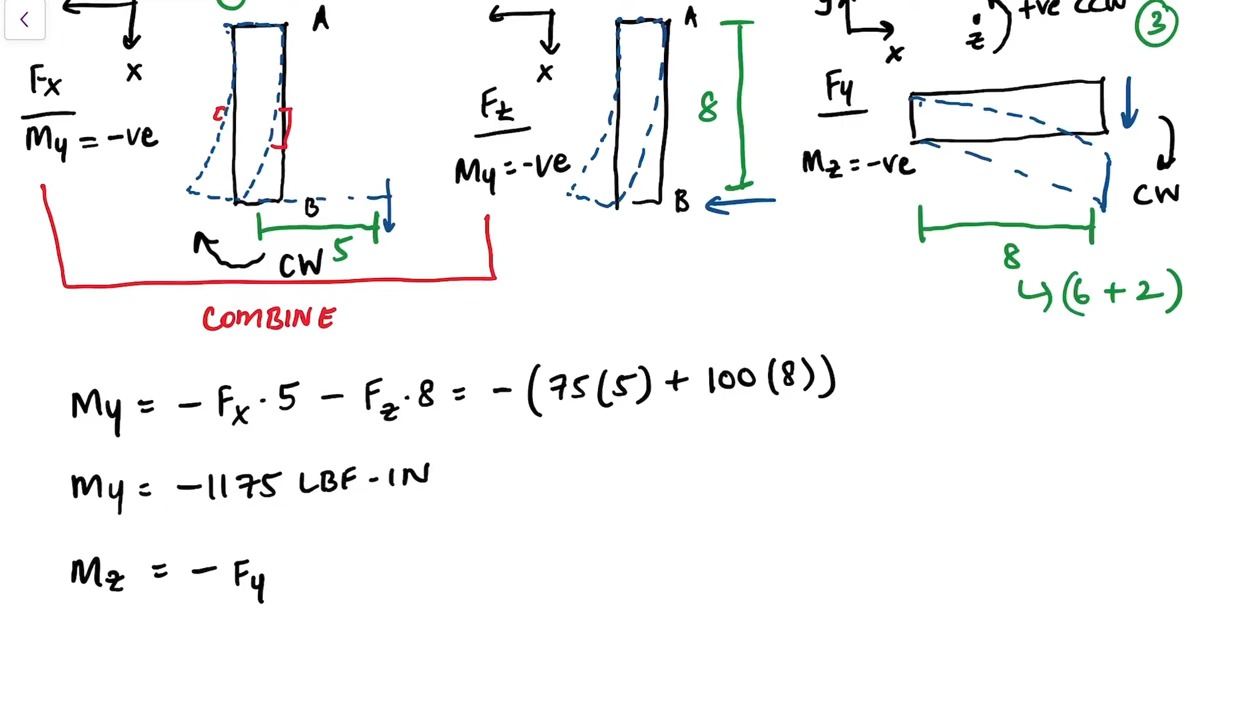 A
x
Fx
My = -ve
B
5
CW
COMBINE
A
x
Fz
My = -ve
8
B
y
x
z
+ve CCW
3
Fy
Mz = -ve
CW
8
↳ (6 + 2)
My = - Fx · 5 - Fz · 8 = - (75(5) + 100(8))
My = -1175 LBF-IN
Mz = - Fy